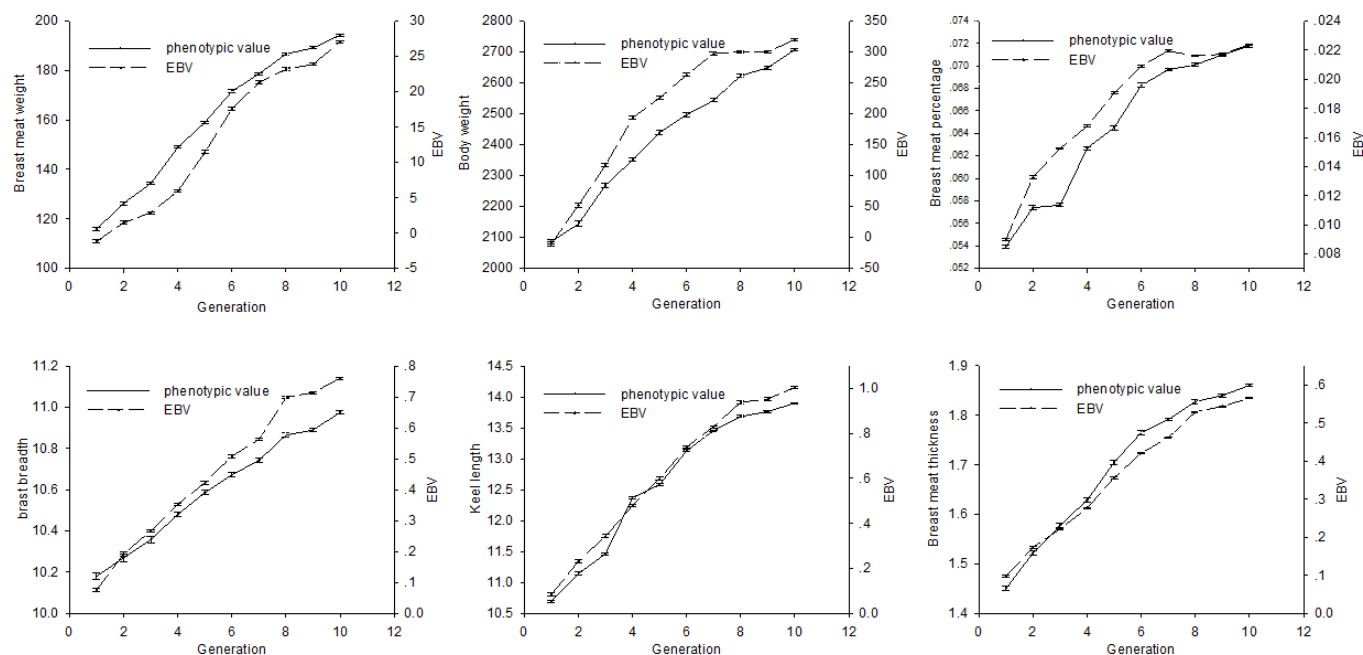 200
180
160
140
120
100
Breast meat weight
phenotypic value
EBV
30
25
20
15
10
5
0
-5
EBV
0 2 4 6 8 10 12
Generation
2800
2700
2600
2500
2400
2300
2200
2100
2000
Body weight
phenotypic value
EBV
350
300
250
200
150
100
50
0
-50
EBV
0 2 4 6 8 10 12
Generation
.074
.072
.070
.068
.066
.064
.062
.060
.058
.056
.054
.052
Breast meat percentage
phenotypic value
EBV
.024
.022
.020
.018
.016
.014
.012
.010
.008
EBV
0 2 4 6 8 10 12
Generation
11.2
11.0
10.8
10.6
10.4
10.2
10.0
brast breadth
phenotypic value
EBV
.8
.7
.6
.5
.4
.3
.2
.1
0.0
EBV
0 2 4 6 8 10 12
Generation
14.5
14.0
13.5
13.0
12.5
12.0
11.5
11.0
10.5
Keel length
phenotypic value
EBV
1.0
.8
.6
.4
.2
0.0
EBV
0 2 4 6 8 10 12
Generation
1.9
1.8
1.7
1.6
1.5
1.4
Breast meat thickness
phenotypic value
EBV
.6
.5
.4
.3
.2
.1
0.0
EBV
0 2 4 6 8 10 12
Generation